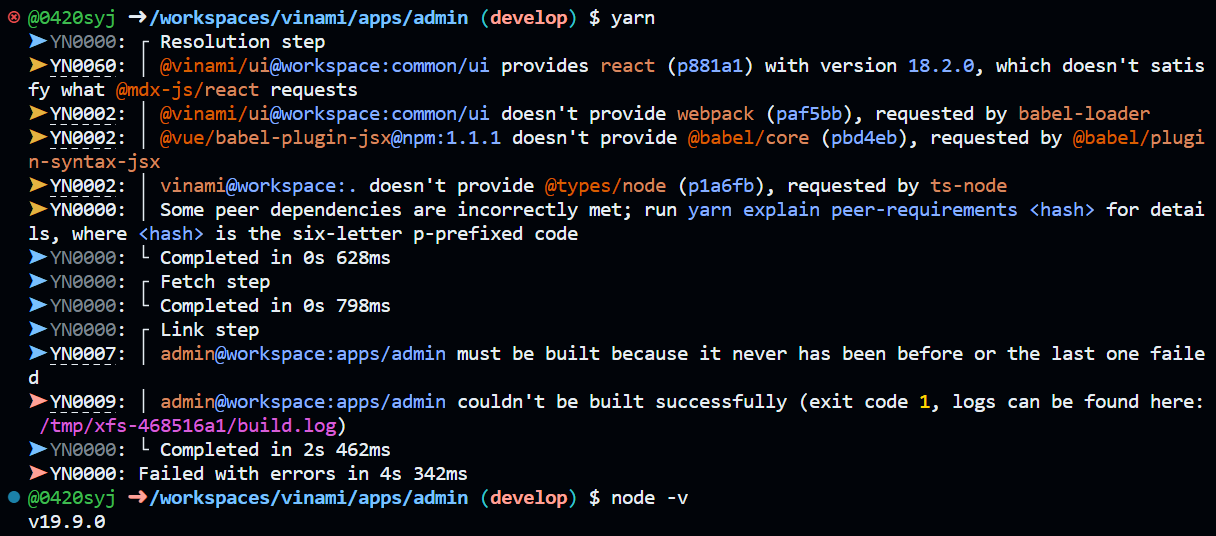 @0420syj ➜/workspaces/vinami/apps/admin (develop) $ yarn
➤YN0000: ┌ Resolution step
➤YN0060: │ @vinami/ui@workspace:common/ui provides react (p881a1) with version 18.2.0, which doesn't satis
fy what @mdx-js/react requests
➤YN0002: │ @vinami/ui@workspace:common/ui doesn't provide webpack (paf5bb), requested by babel-loader
➤YN0002: │ @vue/babel-plugin-jsx@npm:1.1.1 doesn't provide @babel/core (pbd4eb), requested by @babel/plugi
n-syntax-jsx
➤YN0002: │ vinami@workspace:. doesn't provide @types/node (p1a6fb), requested by ts-node
➤YN0000: │ Some peer dependencies are incorrectly met; run yarn explain peer-requirements <hash> for detai
ls, where <hash> is the six-letter p-prefixed code
➤YN0000: └ Completed in 0s 628ms
➤YN0000: ┌ Fetch step
➤YN0000: └ Completed in 0s 798ms
➤YN0000: ┌ Link step
➤YN0007: │ admin@workspace:apps/admin must be built because it never has been before or the last one faile
d
➤YN0009: │ admin@workspace:apps/admin couldn't be built successfully (exit code 1, logs can be found here:
/tmp/xfs-468516a1/build.log)
➤YN0000: └ Completed in 2s 462ms
➤YN0000: Failed with errors in 4s 342ms
@0420syj ➜/workspaces/vinami/apps/admin (develop) $ node -v
v19.9.0